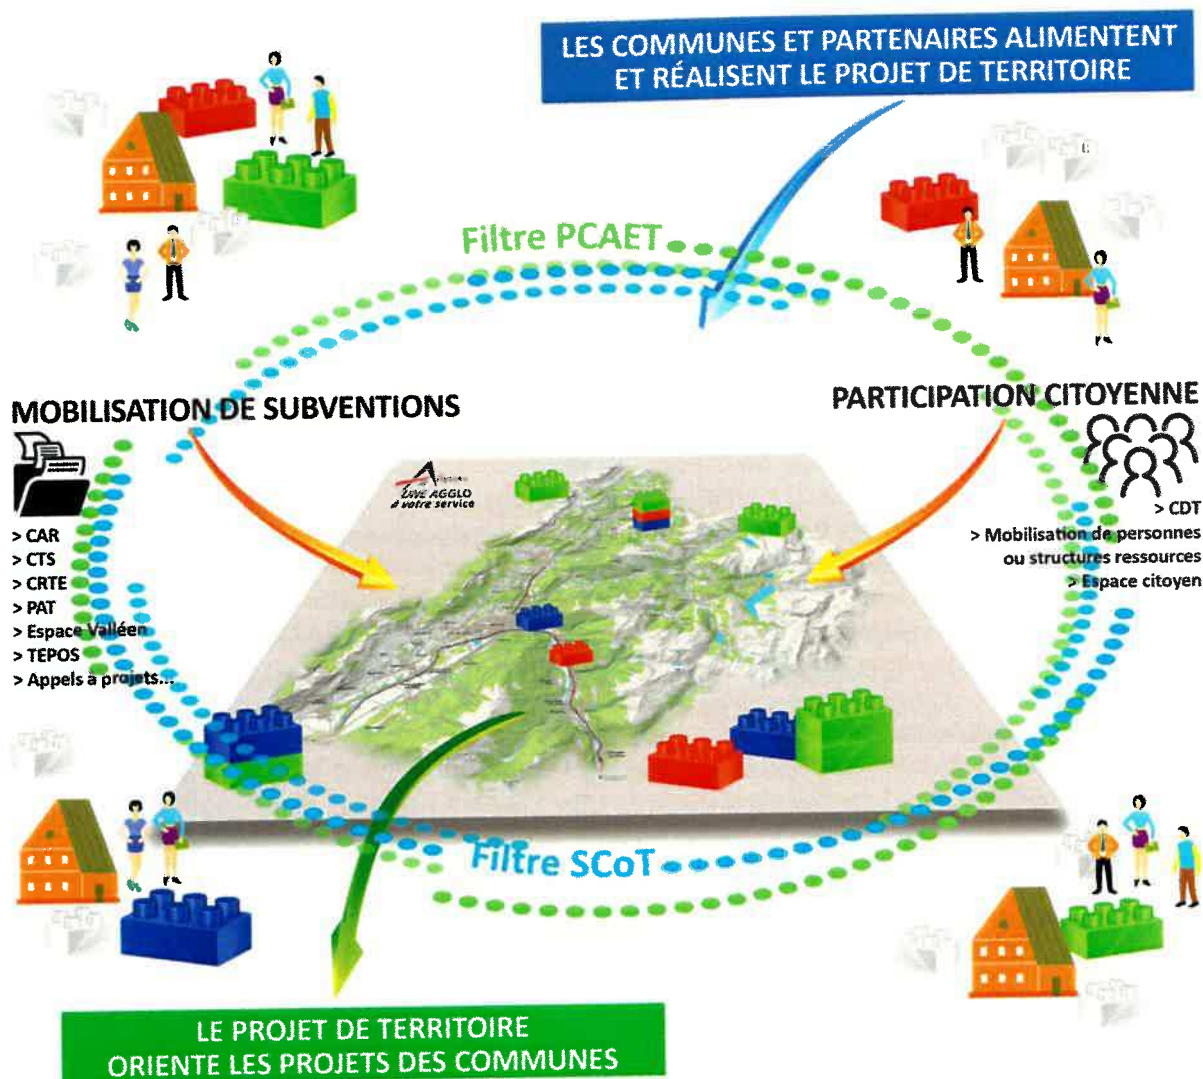 LES COMMUNES ET PARTENAIRES ALIMENTENT
ET RÉALISENT LE PROJET DE TERRITOIRE
Filtre PCAET
MOBILISATION DE SUBVENTIONS
> CAR
> CTS
> CRTE
> PAT
> Espace Valléen
> TEPOS
> Appels à projets...
PARTICIPATION CITOYENNE
> CDT
> Mobilisation de personnes
ou structures ressources
> Espace citoyen
UNE AGGLO
à votre service
Filtre SCoT
LE PROJET DE TERRITOIRE
ORIENTE LES PROJETS DES COMMUNES